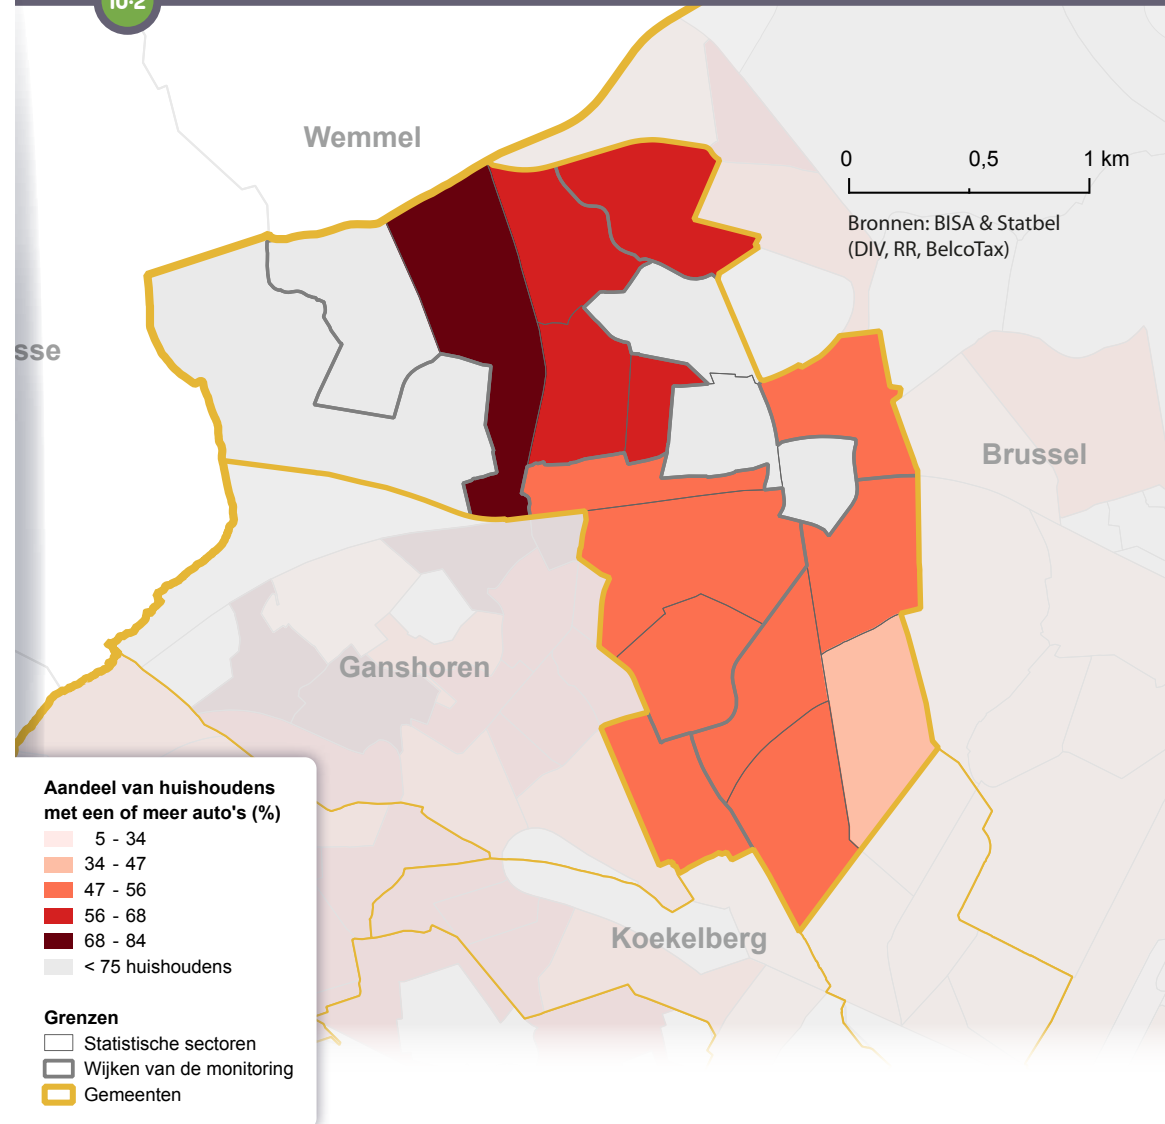 10·2
Wemmel
0 0,5 1 km
Bronnen: BISA & Statbel
(DIV, RR, BelcoTax)
sse
Brussel
Ganshoren
Koekelberg
Aandeel van huishoudens
met een of meer auto's (%)
5 - 34
34 - 47
47 - 56
56 - 68
68 - 84
< 75 huishoudens
Grenzen
Statistische sectoren
Wijken van de monitoring
Gemeenten